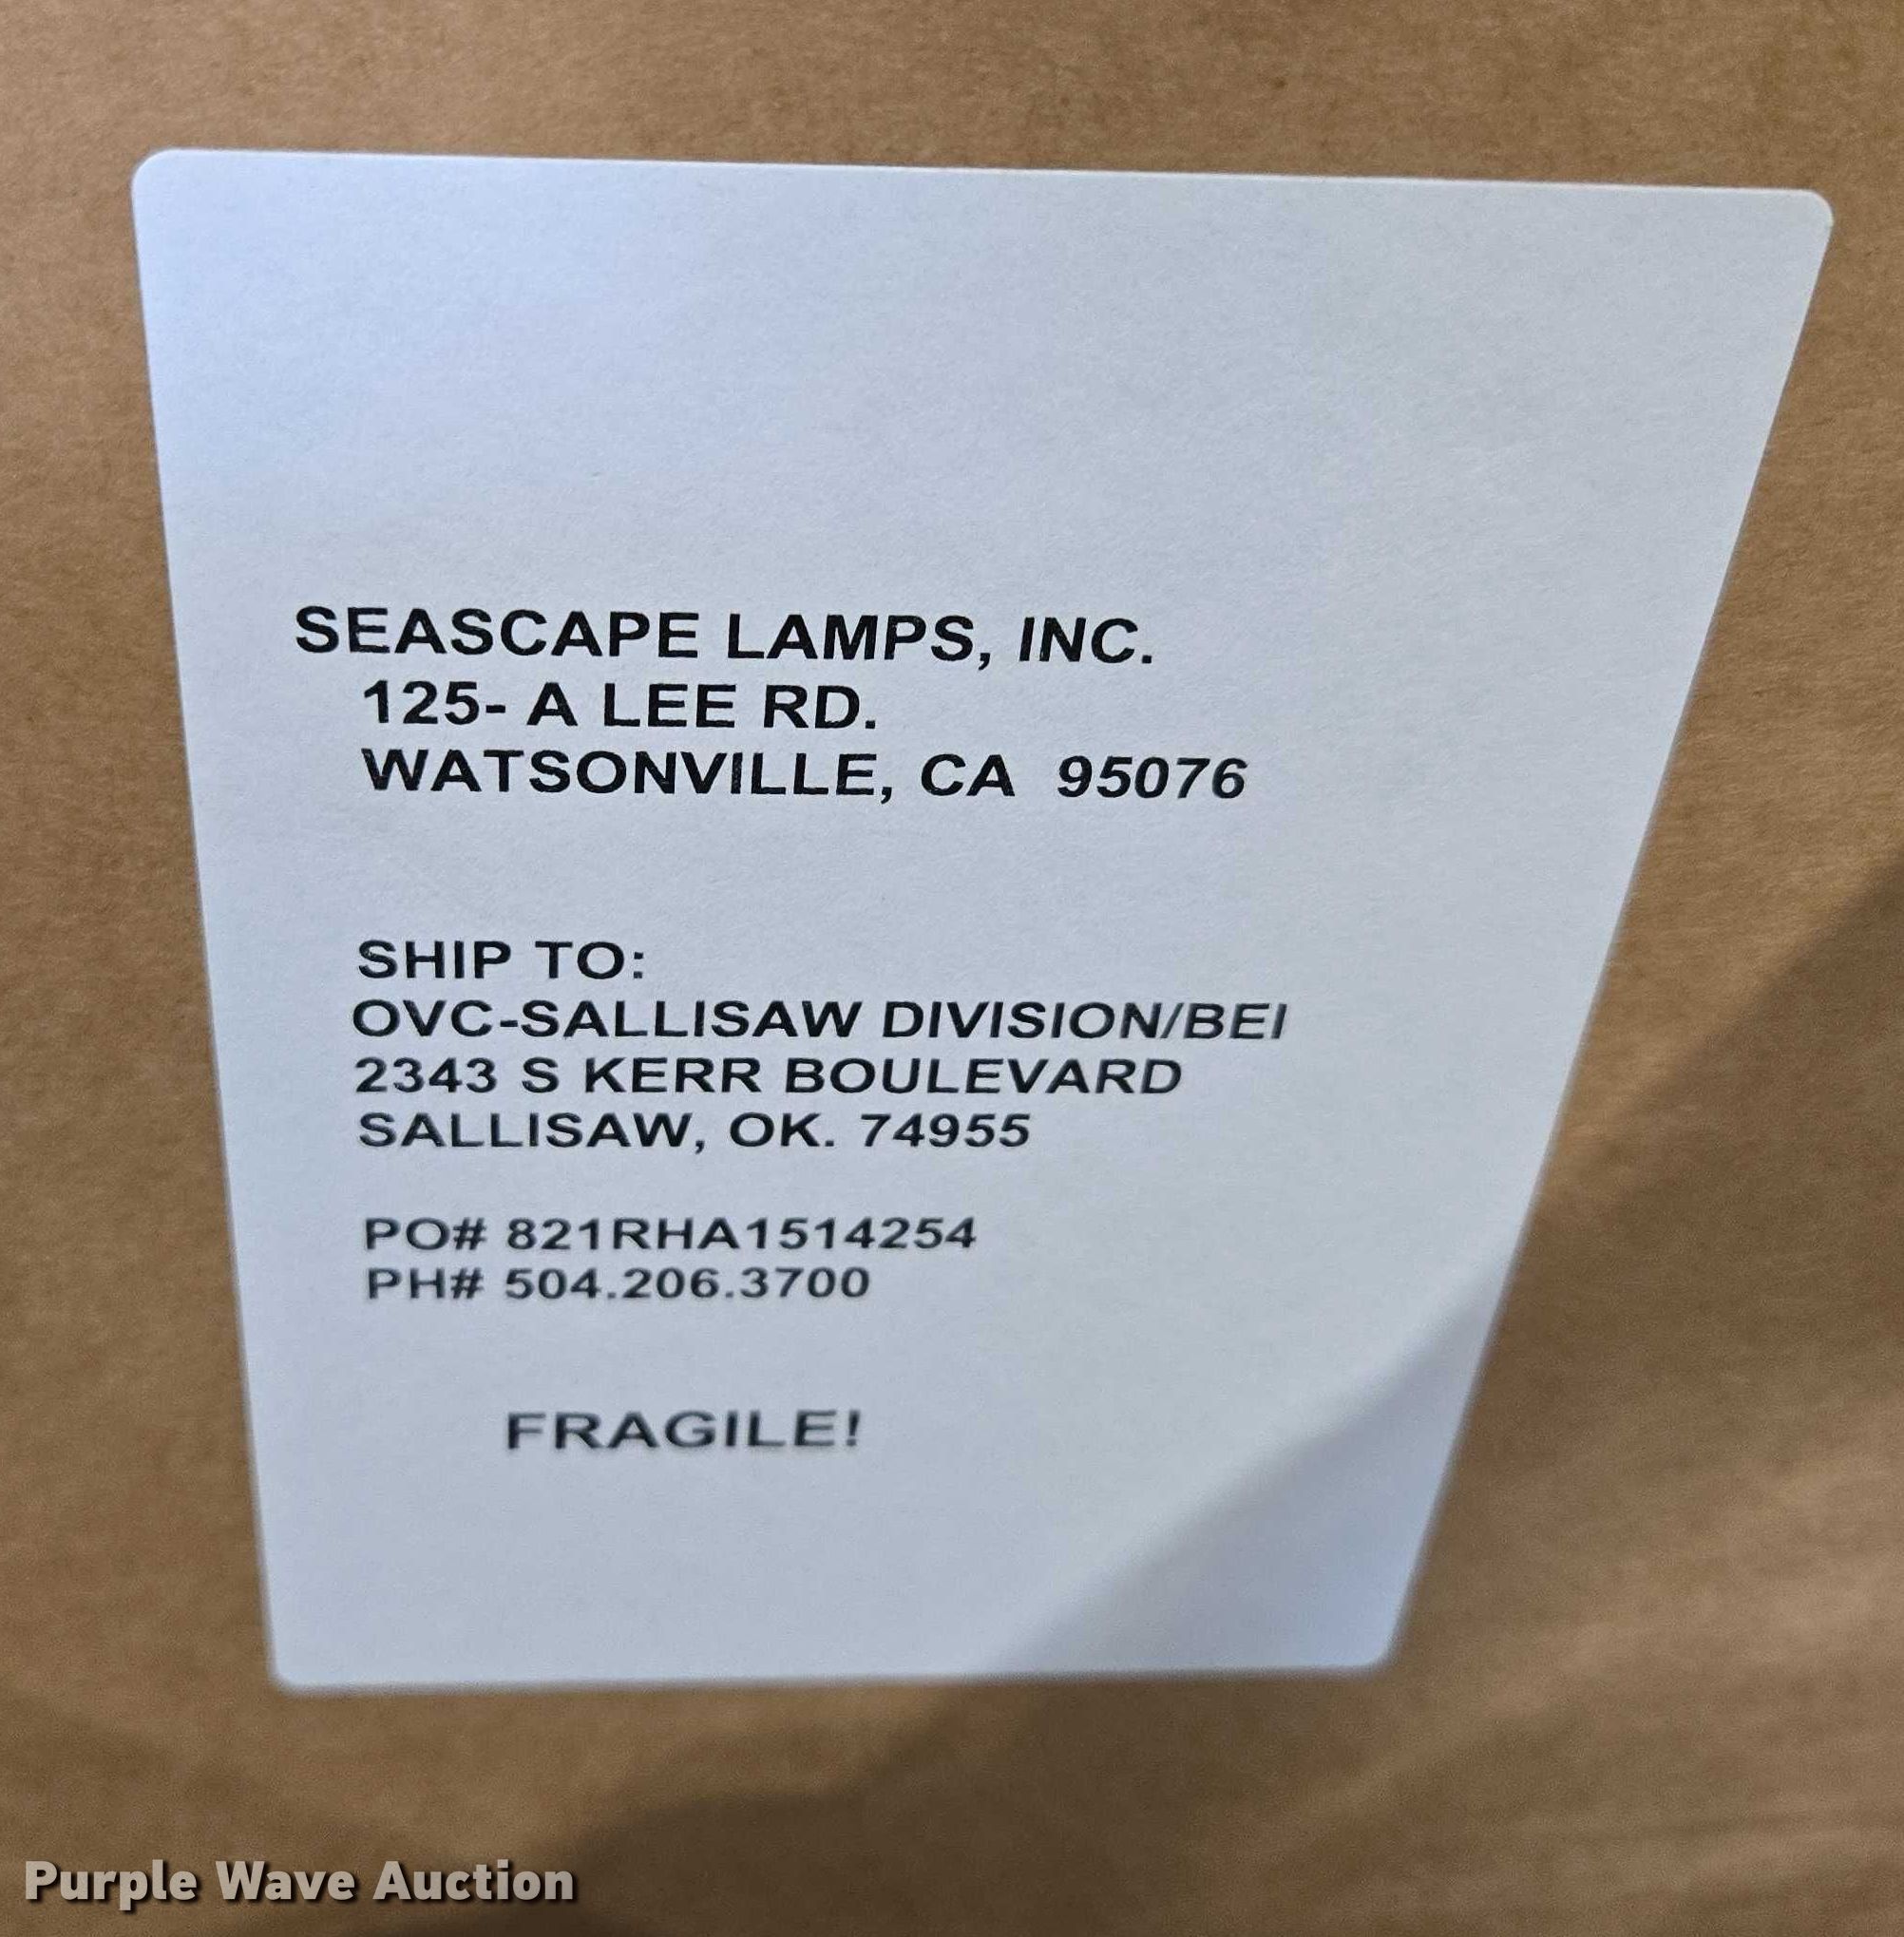 SEASCAPE LAMPS, INC.
125- A LEE RD.
WATSONVILLE, CA  95076
SHIP TO:
OVC-SALLISAW DIVISION/BEI
2343 S KERR BOULEVARD
SALLISAW, OK. 74955
PO# 821RHA1514254
PH# 504.206.3700
FRAGILE!
Purple Wave Auction